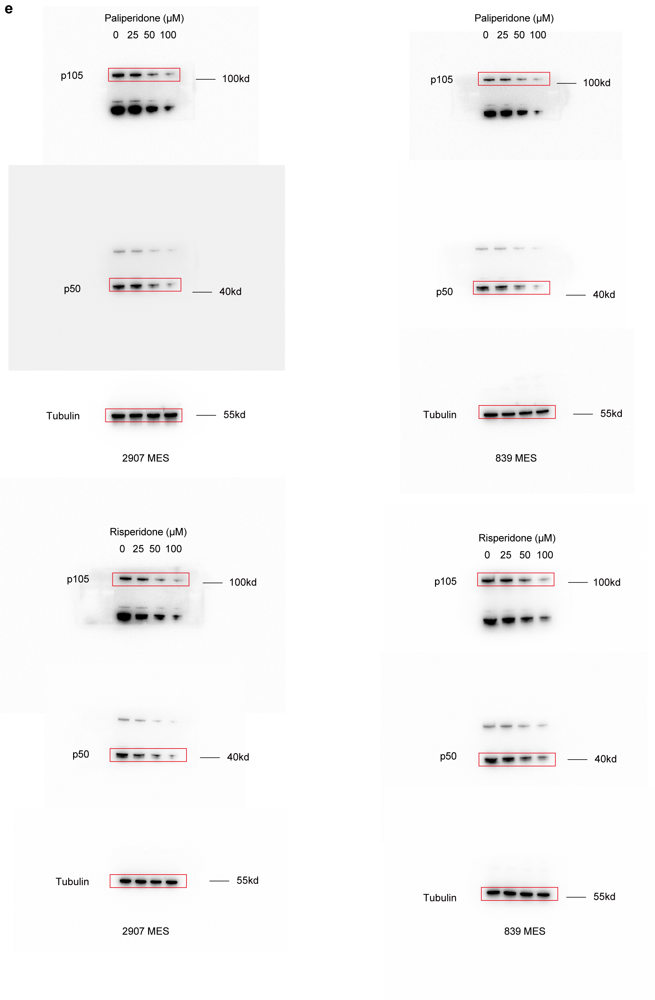 e
Paliperidone (µM)
0 25 50 100
p105
100kd
p50
40kd
Tubulin
55kd
2907 MES
Paliperidone (µM)
0 25 50 100
p105
100kd
p50
40kd
Tubulin
55kd
839 MES
Risperidone (µM)
0 25 50 100
p105
100kd
p50
40kd
Tubulin
55kd
2907 MES
Risperidone (µM)
0 25 50 100
p105
100kd
p50
40kd
Tubulin
55kd
839 MES